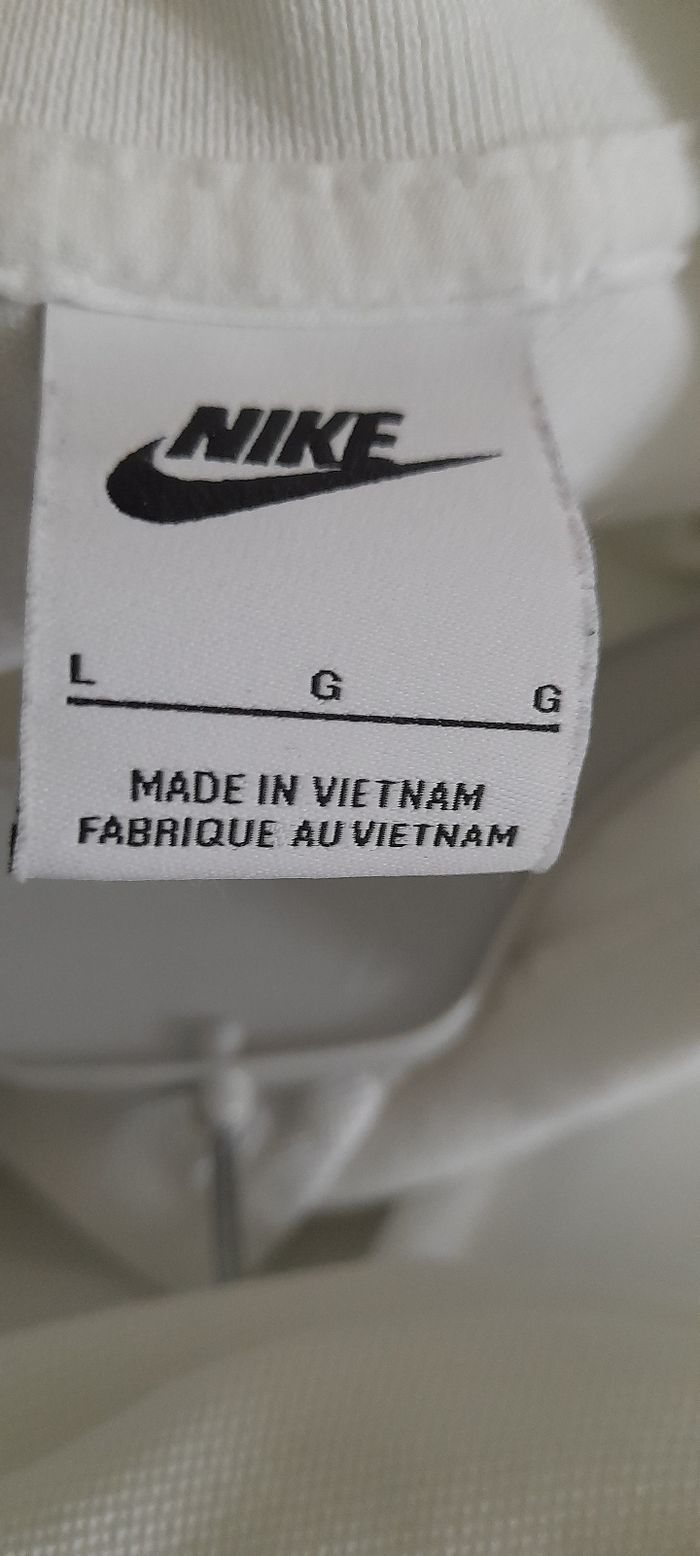 NIKE
L G G
MADE IN VIETNAM
FABRIQUE AU VIETNAM